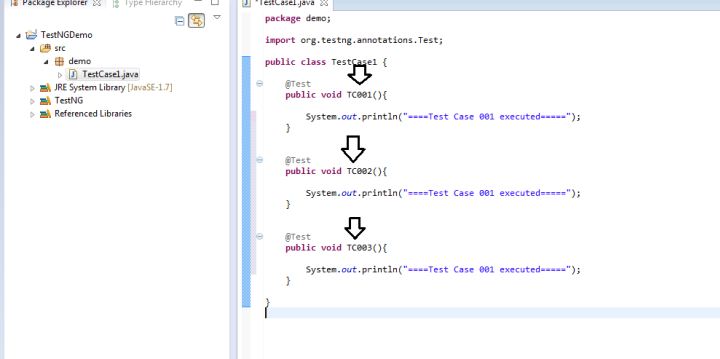 Package Explorer
Type Hierarchy
TestNGDemo
src
demo
TestCase1.java
JRE System Library [JavaSE-1.7]
TestNG
Referenced Libraries
*TestCase1.java
package demo;
import org.testng.annotations.Test;
public class TestCase1 {
@Test
public void TC001(){
System.out.println("====Test Case 001 executed=====");
}
@Test
public void TC002(){
System.out.println("====Test Case 001 executed=====");
}
@Test
public void TC003(){
System.out.println("====Test Case 001 executed=====");
}
}